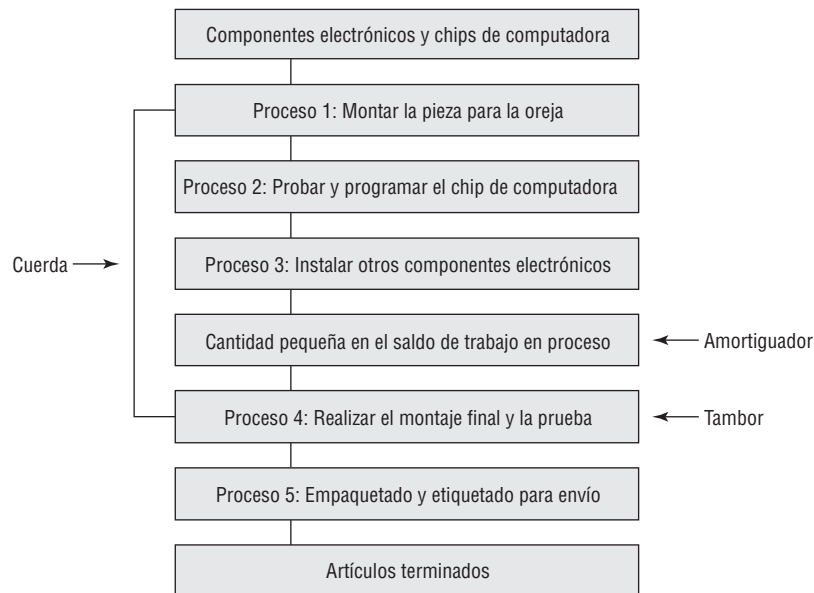 Componentes electrónicos y chips de computadora
Proceso 1: Montar la pieza para la oreja
Proceso 2: Probar y programar el chip de computadora
Cuerda
Proceso 3: Instalar otros componentes electrónicos
Cantidad pequeña en el saldo de trabajo en proceso
Amortiguador
Proceso 4: Realizar el montaje final y la prueba
Tambor
Proceso 5: Empaquetado y etiquetado para envío
Artículos terminados